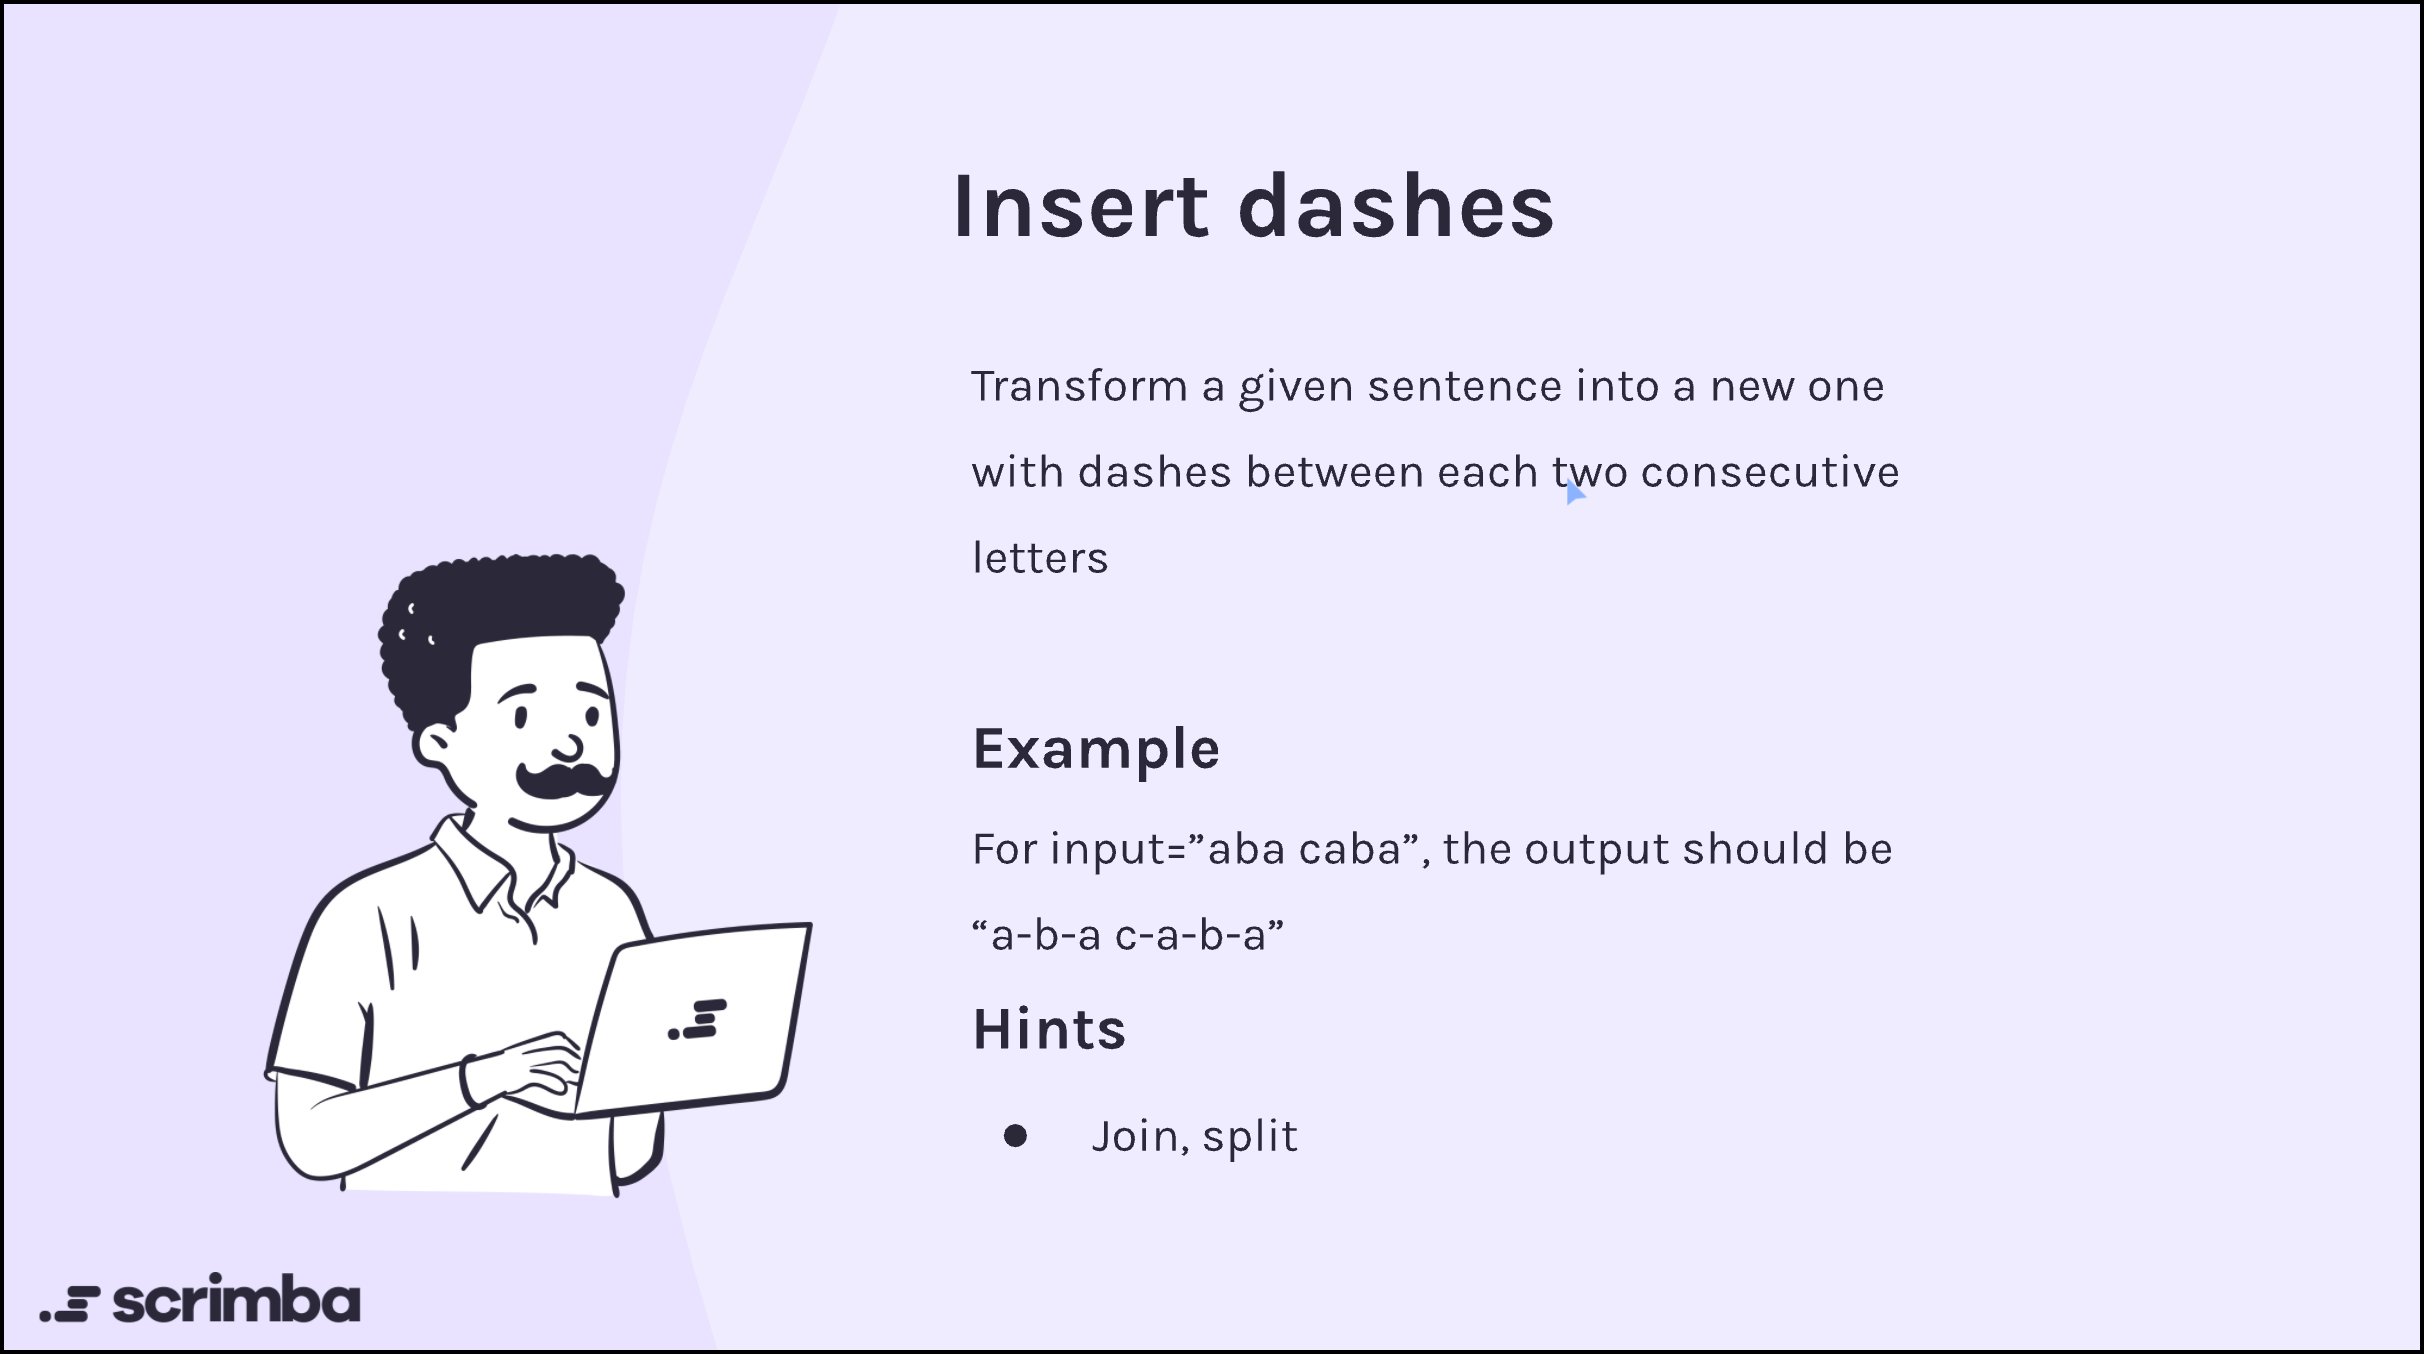 Insert dashes
Transform a given sentence into a new one
with dashes between each two consecutive
letters
Example
For input=”aba caba”, the output should be
“a-b-a c-a-b-a”
Hints
● Join, split
scrimba